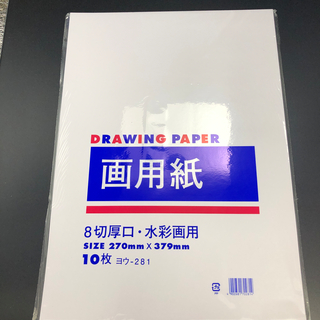 DRAWING PAPER
画用紙
8切厚口・水彩画用
SIZE 270mm X 379mm
10枚 ヨウ-281